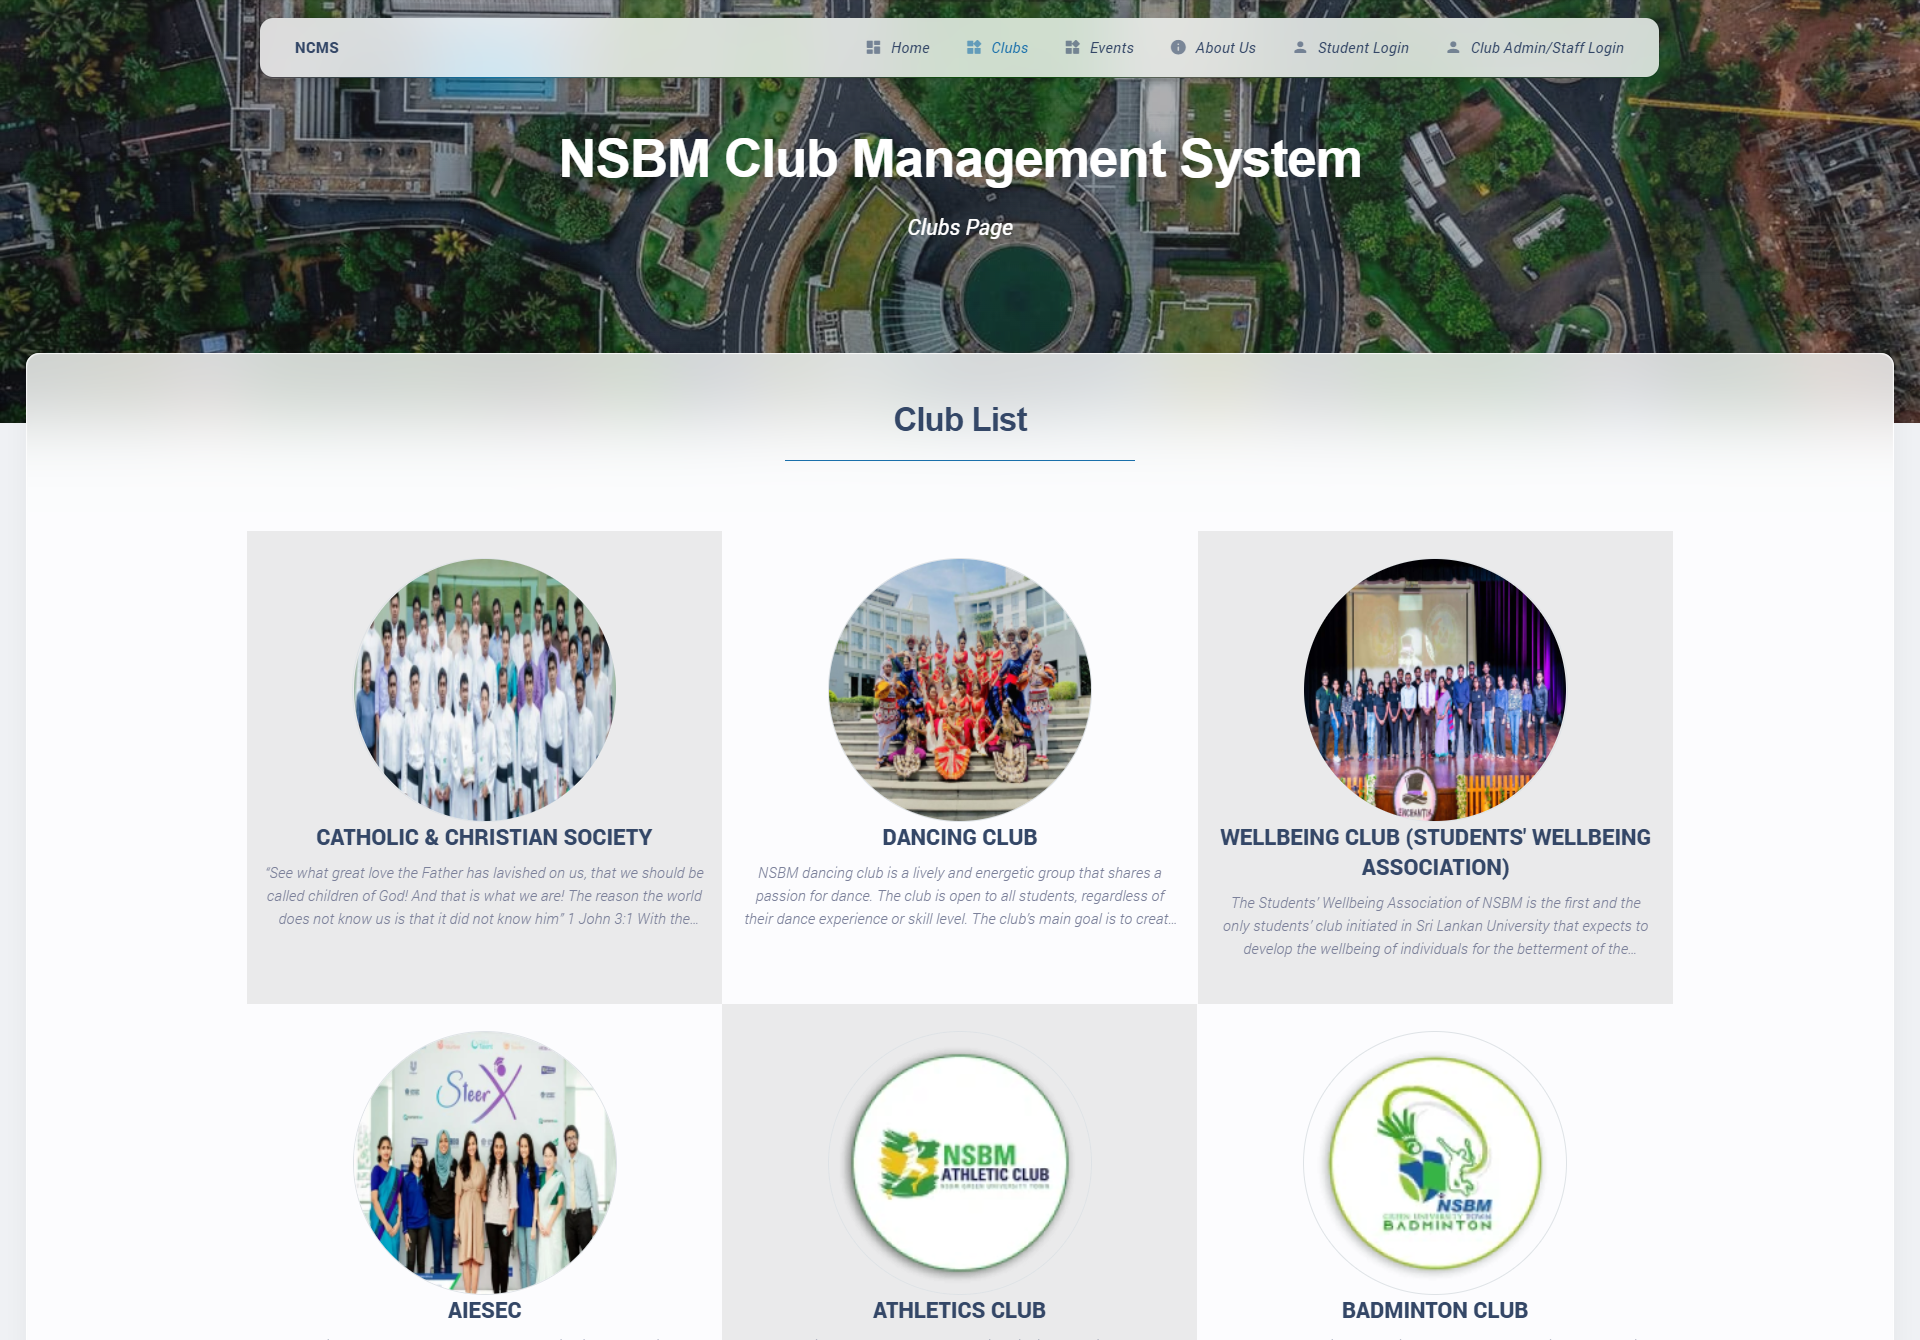 NCMS
Home
Clubs
Events
About Us
Student Login
Club Admin/Staff Login
NSBM Club Management System
Clubs Page
Club List
CATHOLIC & CHRISTIAN SOCIETY
“See what great love the Father has lavished on us, that we should be
called children of God! And that is what we are! The reason the world
does not know us is that it did not know him” 1 John 3:1 With the...
DANCING CLUB
NSBM dancing club is a lively and energetic group that shares a
passion for dance. The club is open to all students, regardless of
their dance experience or skill level. The club's main goal is to creat...
ENCHANTIA
WELLBEING CLUB (STUDENTS' WELLBEING
ASSOCIATION)
The Students’ Wellbeing Association of NSBM is the first and the
only students’ club initiated in Sri Lankan University that expects to
develop the wellbeing of individuals for the betterment of the...
SteerX
AIESEC
NSBM
ATHLETIC CLUB
NSBM GREEN UNIVERSITY TOWN
ATHLETICS CLUB
NSBM
GREEN UNIVERSITY TOWN
BADMINTON
BADMINTON CLUB